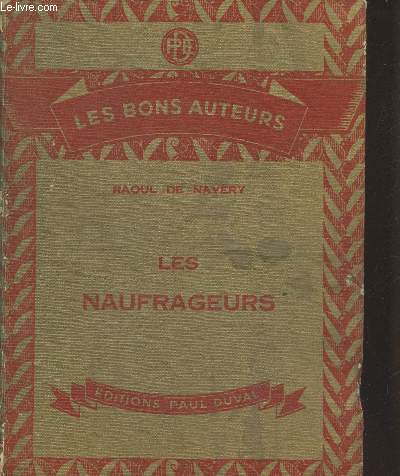 Le-livre.com
LES BONS AUTEURS
RAOUL DE NAVERY
LES
NAUFRAGEURS
EDITIONS PAUL DUVAL